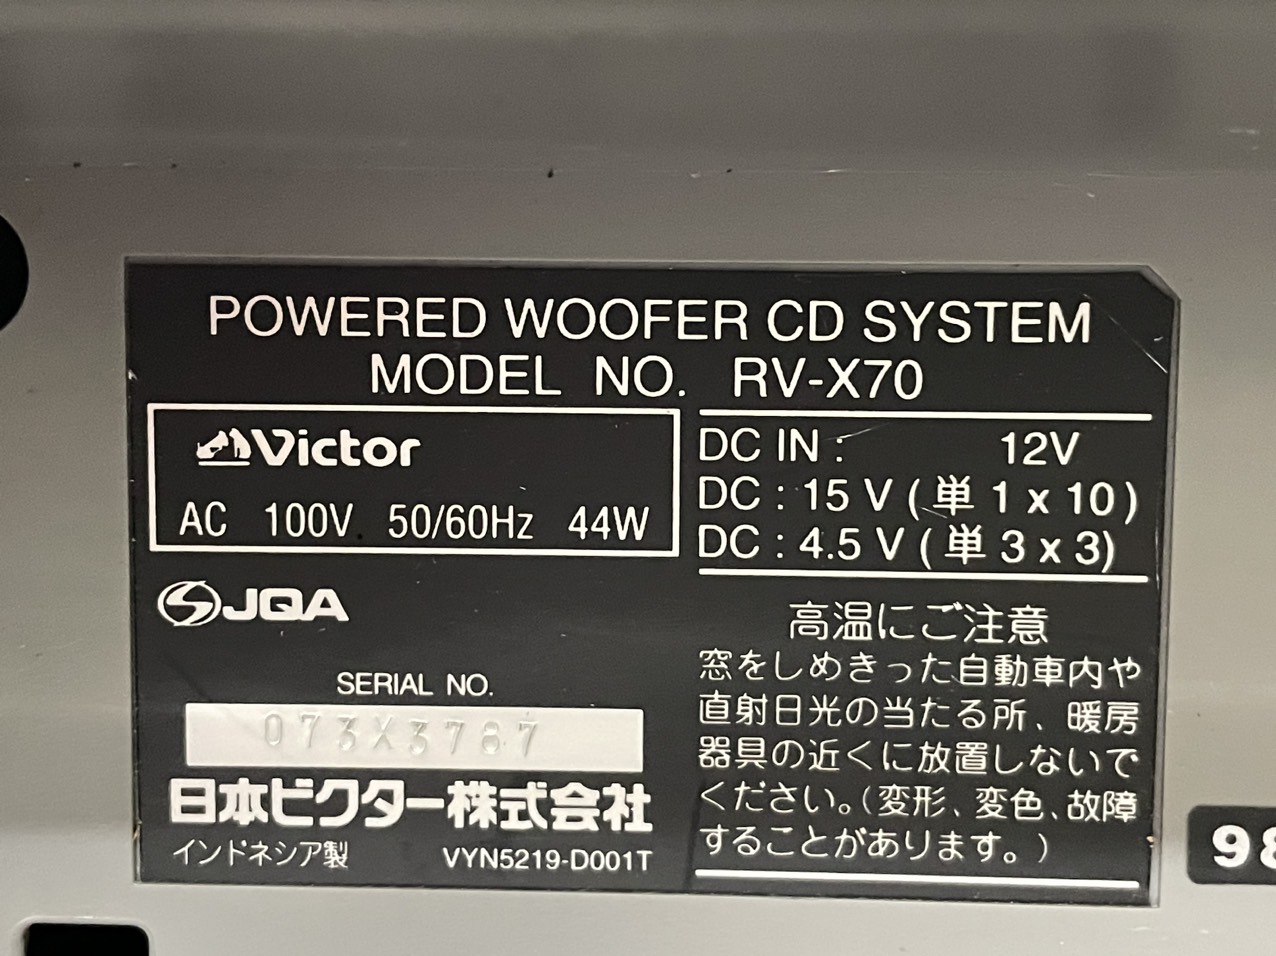 POWERED WOOFER CD SYSTEM
MODEL NO. RV-X70
Victor
AC 100V 50/60Hz 44W
DC IN : 12V
DC : 15 V (単1 x 10)
DC : 4.5 V (単3 x 3)
JQA
SERIAL NO.
073X3787
日本ビクター株式会社
インドネシア製 VYN5219-D001T
高温にご注意
窓をしめきった自動車内や
直射日光の当たる所、暖房
器具の近くに放置しないで
ください。(変形、変色、故障
することがあります。)
98